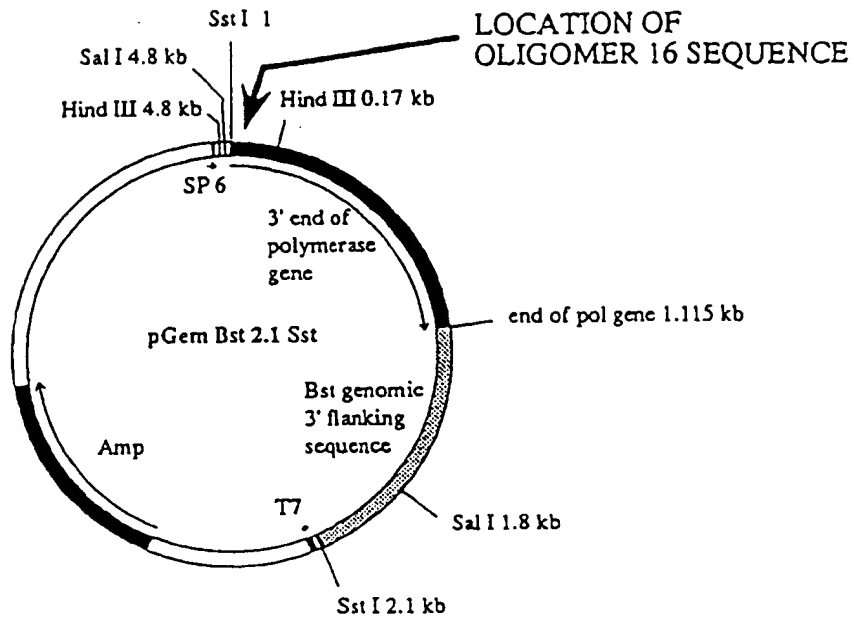 Sst I 1
LOCATION OF
OLIGOMER 16 SEQUENCE
Sal I 4.8 kb
Hind III 4.8 kb
Hind III 0.17 kb
SP 6
3' end of
polymerase
gene
end of pol gene 1.115 kb
pGem Bst 2.1 Sst
Bst genomic
3' flanking
sequence
Amp
T7
Sal I 1.8 kb
Sst I 2.1 kb